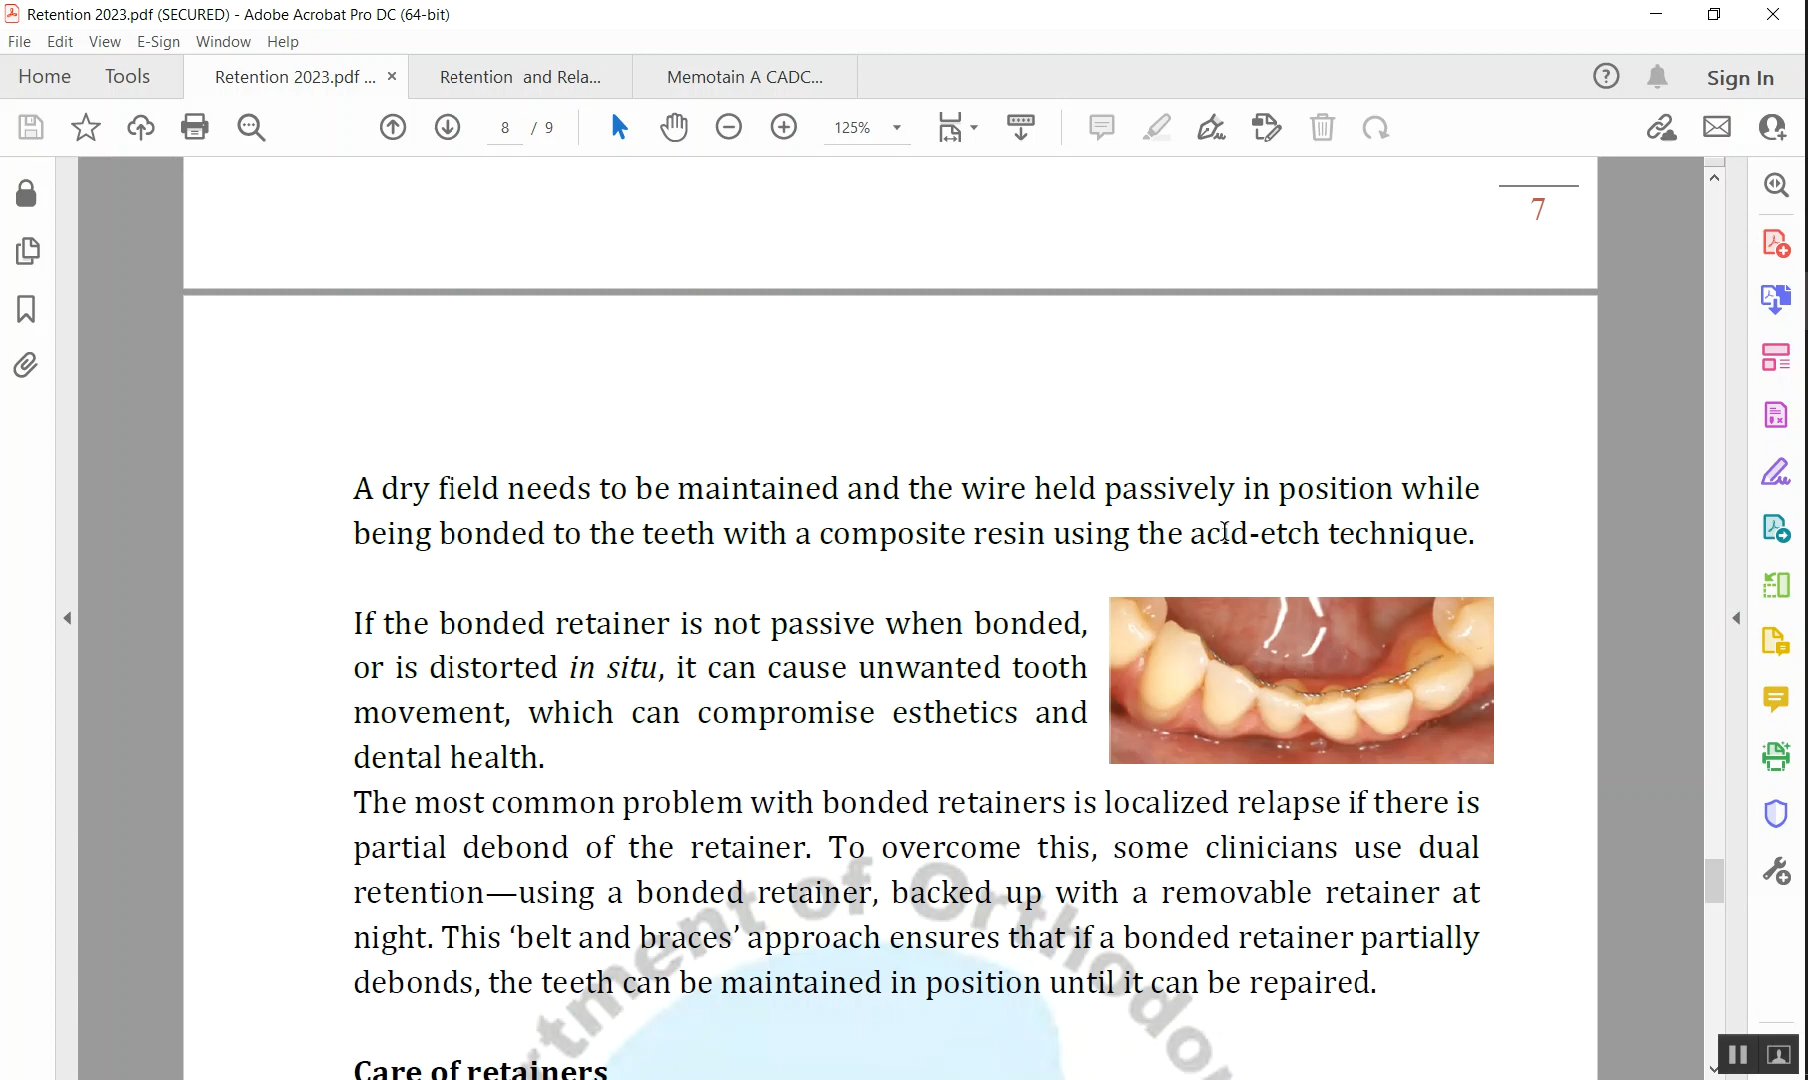 Retention 2023.pdf (SECURED) - Adobe Acrobat Pro DC (64-bit)
File Edit View E-Sign Window Help
Home Tools Retention 2023.pdf ... × Retention and Rela... Memotain A CADC... Sign In
8 / 9 125%
7
A dry field needs to be maintained and the wire held passively in position while
being bonded to the teeth with a composite resin using the acid-etch technique.
If the bonded retainer is not passive when bonded,
or is distorted in situ, it can cause unwanted tooth
movement, which can compromise esthetics and
dental health.
The most common problem with bonded retainers is localized relapse if there is
partial debond of the retainer. To overcome this, some clinicians use dual
retention—using a bonded retainer, backed up with a removable retainer at
night. This ‘belt and braces’ approach ensures that if a bonded retainer partially
debonds, the teeth can be maintained in position until it can be repaired.
Care of retainers